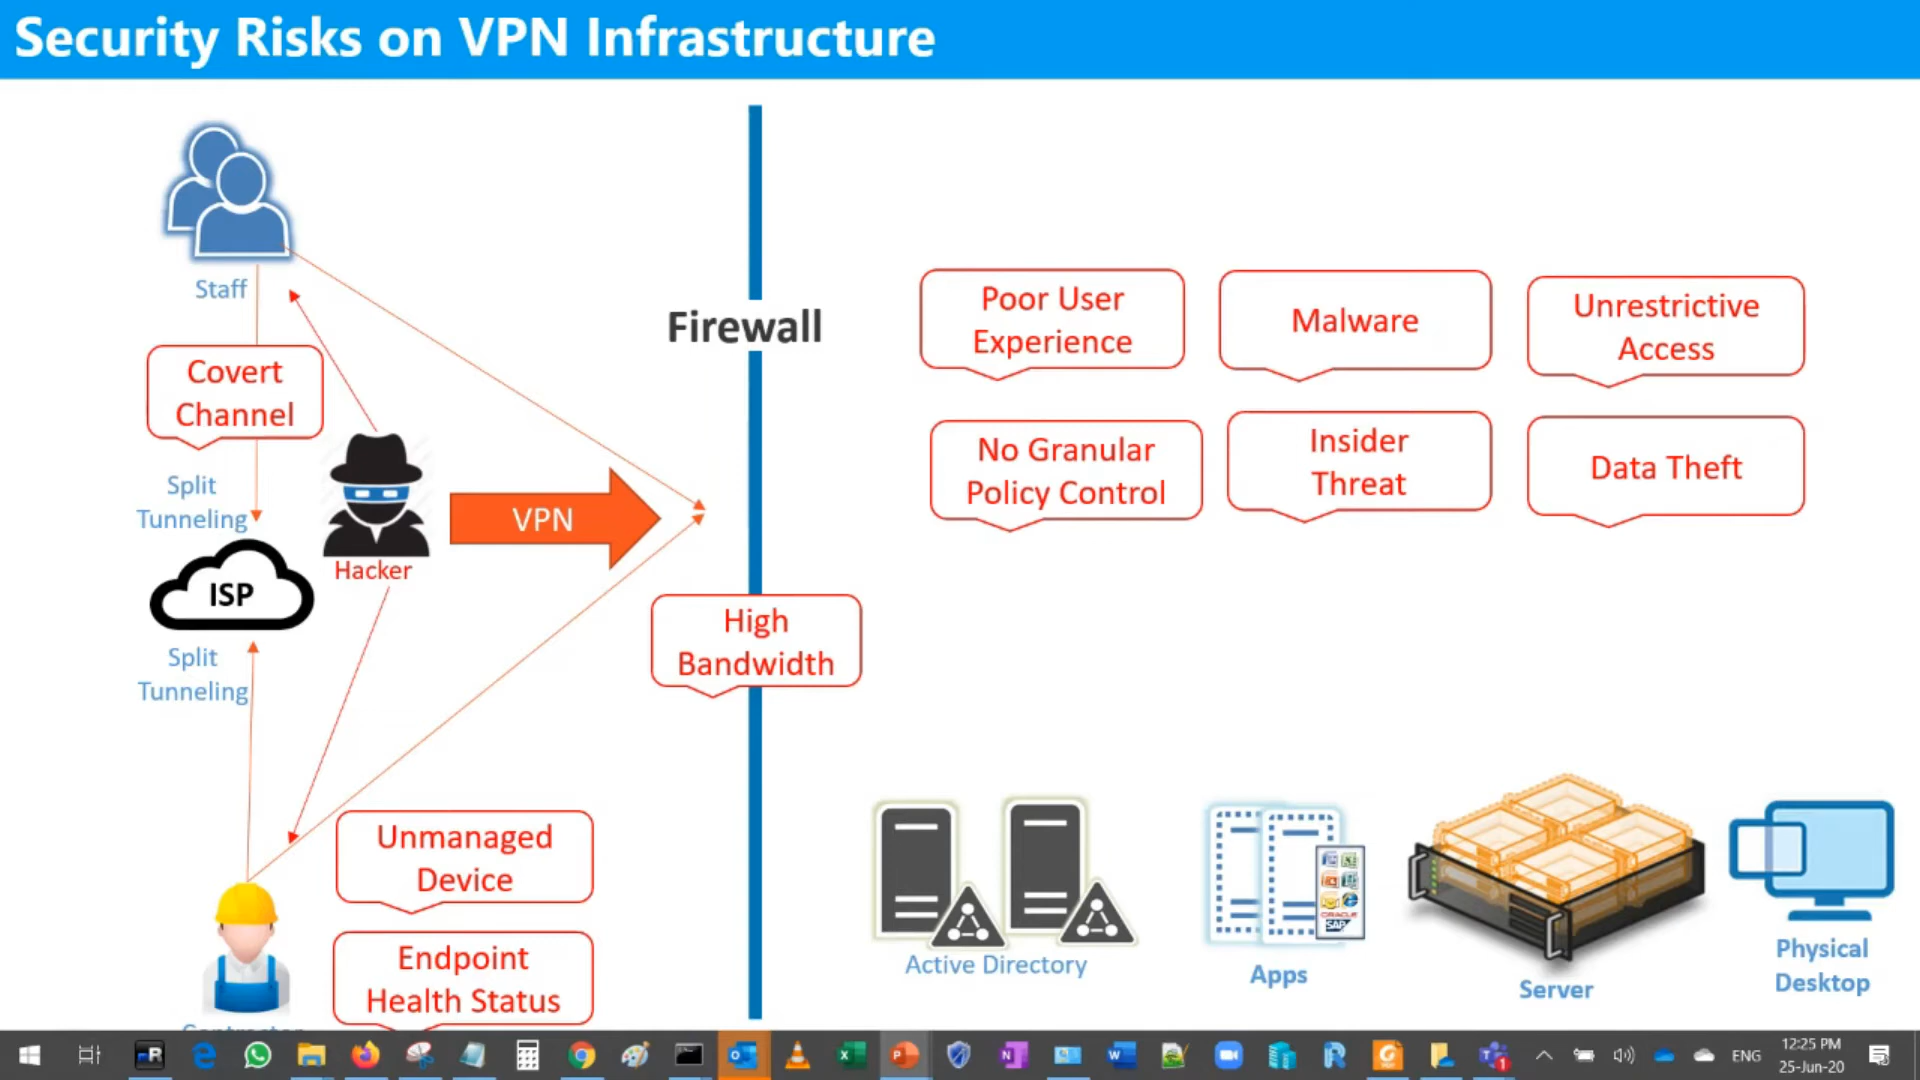 Security Risks on VPN Infrastructure
Staff
Covert
Channel
Split
Tunneling
ISP
Split
Tunneling
Hacker
VPN
Firewall
High
Bandwidth
Unmanaged
Device
Endpoint
Health Status
Poor User
Experience
Malware
Unrestrictive
Access
No Granular
Policy Control
Insider
Threat
Data Theft
Active Directory
Apps
ORACLE
SAP
Server
Physical
Desktop
ENG
12:25 PM
25-Jun-20